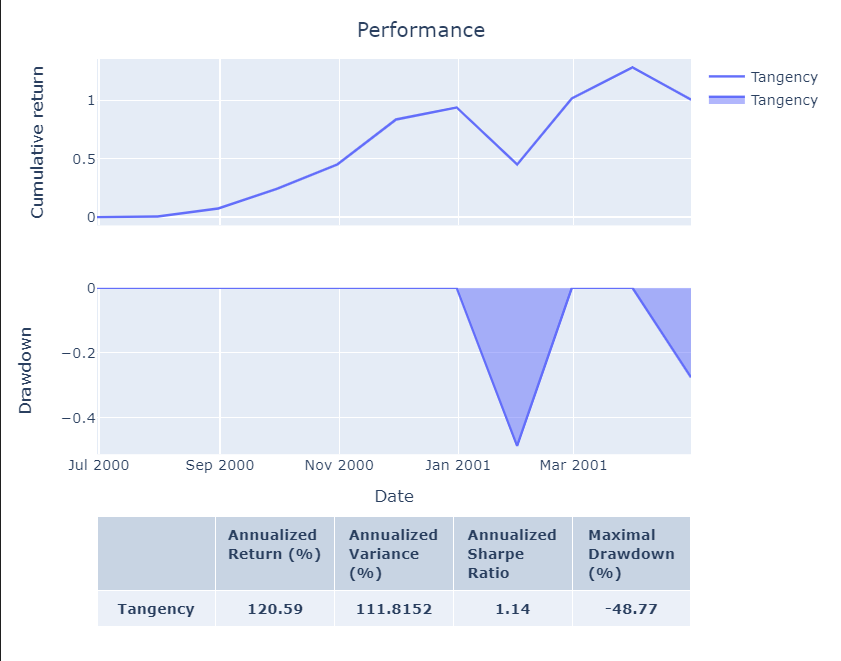 Performance
Cumulative return
1
0.5
0
Tangency
Tangency
Drawdown
0
−0.2
−0.4
Jul 2000 Sep 2000 Nov 2000 Jan 2001 Mar 2001
Date
Annualized Return (%) Annualized Variance (%) Annualized Sharpe Ratio Maximal Drawdown (%)
Tangency 120.59 111.8152 1.14 -48.77